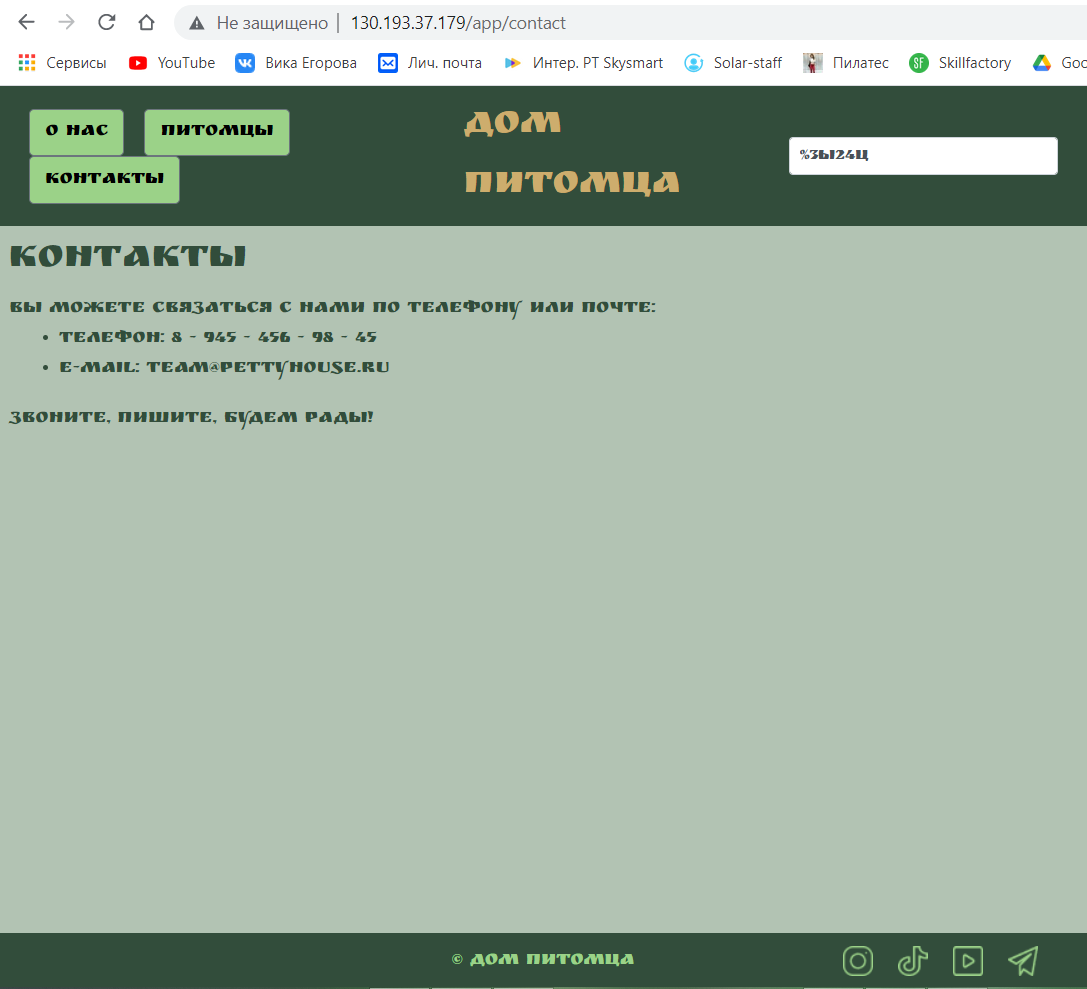 Не защищено | 130.193.37.179/app/contact
Сервисы YouTube Вика Егорова Лич. почта Интер. РТ Skysmart Solar-staff Пилатес Skillfactory Goo
О НАС ПИТОМЦЫ
КОНТАКТЫ
ДОМ
ПИТОМЦА
%ЗЫ24Ц
КОНТАКТЫ
ВЫ МОЖЕТЕ СВЯЗАТЬСЯ С НАМИ ПО ТЕЛЕФОНУ ИЛИ ПОЧТЕ:
• ТЕЛЕФОН: 8 - 945 - 456 - 98 - 45
• E-MAIL: TEAM@PETTYHOUSE.RU
ЗВОНИТЕ, ПИШИТЕ, БУДЕМ РАДЫ!
© ДОМ ПИТОМЦА